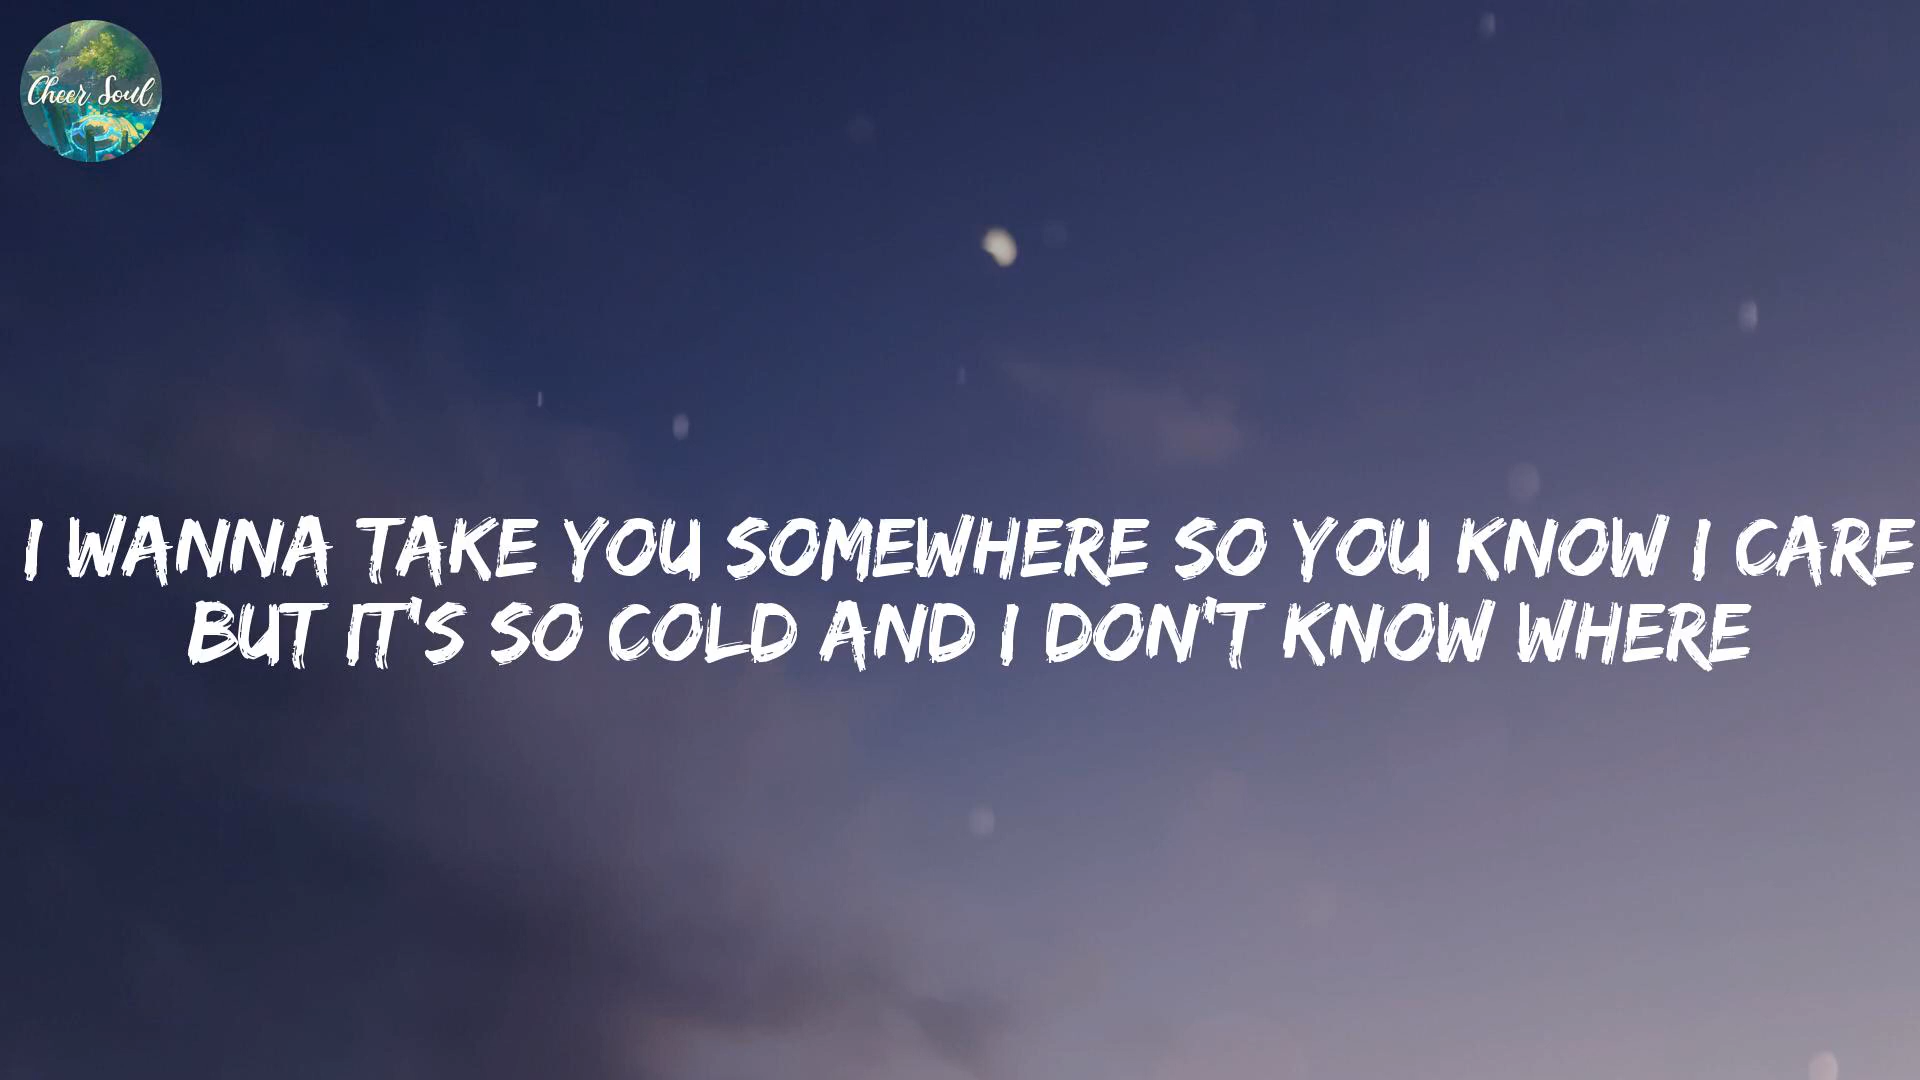 Cheer Soul
I WANNA TAKE YOU SOMEWHERE SO YOU KNOW I CARE
BUT IT'S SO COLD AND I DON'T KNOW WHERE